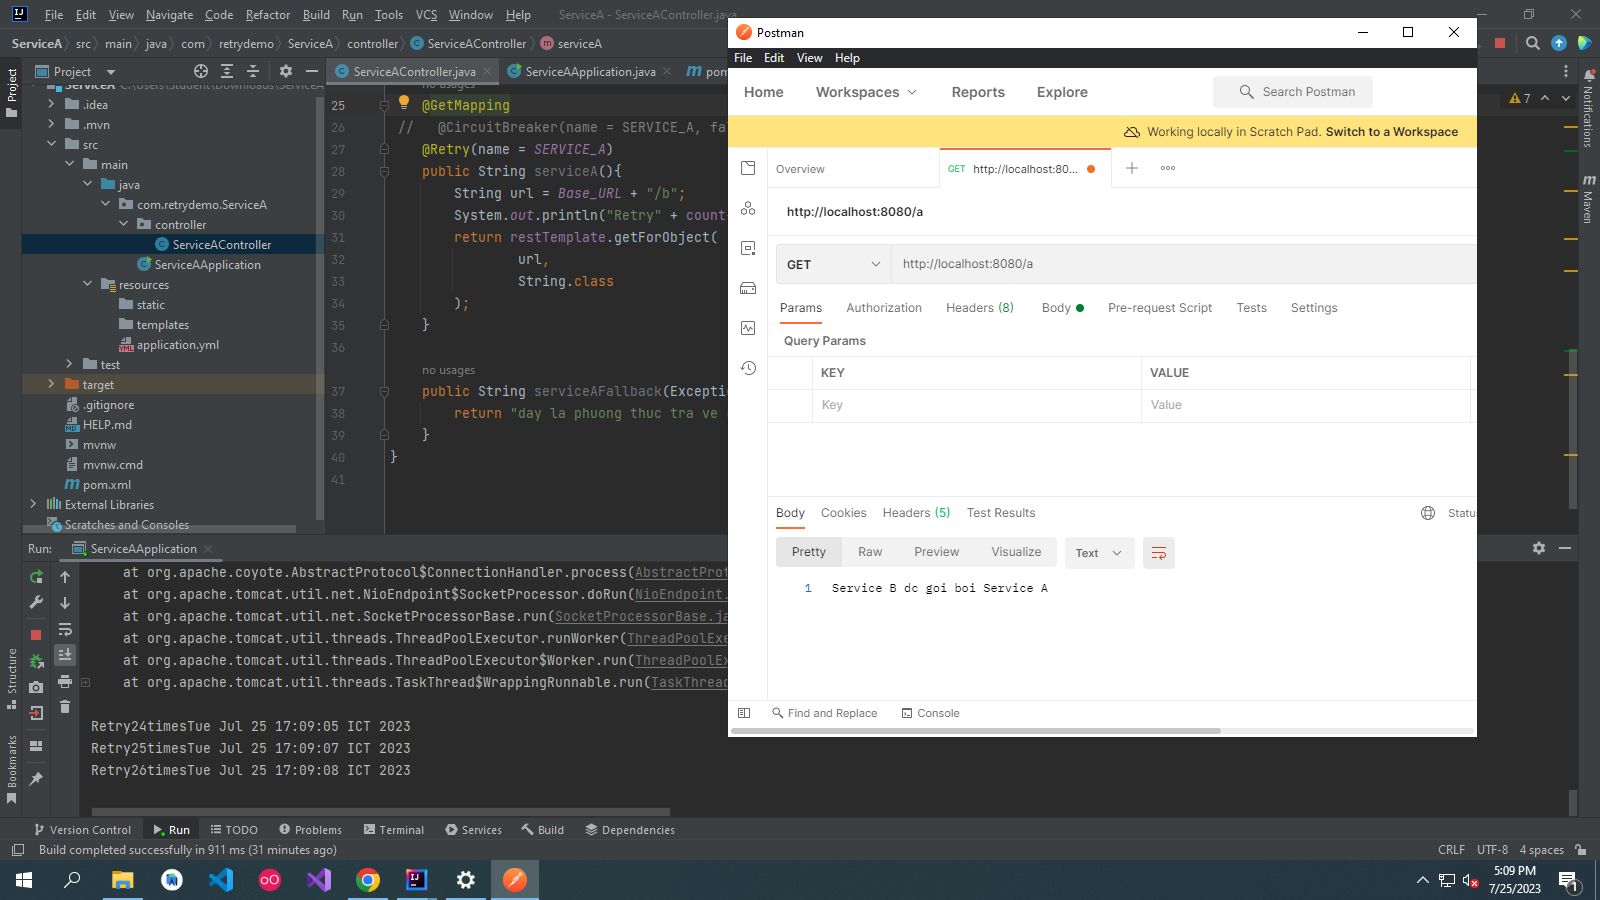 File Edit View Navigate Code Refactor Build Run Tools VCS Window Help ServiceA - ServiceAController.java
ServiceA src main java com retrydemo ServiceA controller ServiceAController serviceA
Project
ServiceAController.java ServiceAApplication.java pom
ServiceA C:\Users\Student\Downloads\ServiceA
.idea
.mvn
src
main
java
com.retrydemo.ServiceA
controller
ServiceAController
ServiceAApplication
resources
static
templates
application.yml
test
target
.gitignore
HELP.md
mvnw
mvnw.cmd
pom.xml
External Libraries
Scratches and Consoles
no usages
25 @GetMapping
26 // @CircuitBreaker(name = SERVICE_A, fa
27 @Retry(name = SERVICE_A)
28 public String serviceA(){
29 String url = Base_URL + "/b";
30 System.out.println("Retry" + count
31 return restTemplate.getForObject(
32 url,
33 String.class
34 );
35 }
36
no usages
37 public String serviceAFallback(Excepti
38 return "day la phuong thuc tra ve
39 }
40 }
41
7
Project
Structure
Bookmarks
Notifications
Maven
Postman
File Edit View Help
Home Workspaces Reports Explore Search Postman
Working locally in Scratch Pad. Switch to a Workspace
Overview GET http://localhost:80...
http://localhost:8080/a
GET http://localhost:8080/a
Params Authorization Headers (8) Body Pre-request Script Tests Settings
Query Params
KEY VALUE
Key Value
Body Cookies Headers (5) Test Results Statu
Pretty Raw Preview Visualize Text
1 Service B dc goi boi Service A
Find and Replace Console
Run: ServiceAApplication
at org.apache.coyote.AbstractProtocol$ConnectionHandler.process(AbstractProt
at org.apache.tomcat.util.net.NioEndpoint$SocketProcessor.doRun(NioEndpoint.
at org.apache.tomcat.util.net.SocketProcessorBase.run(SocketProcessorBase.ja
at org.apache.tomcat.util.threads.ThreadPoolExecutor.runWorker(ThreadPoolExe
at org.apache.tomcat.util.threads.ThreadPoolExecutor$Worker.run(ThreadPoolEx
at org.apache.tomcat.util.threads.TaskThread$WrappingRunnable.run(TaskThread
Retry24timesTue Jul 25 17:09:05 ICT 2023
Retry25timesTue Jul 25 17:09:07 ICT 2023
Retry26timesTue Jul 25 17:09:08 ICT 2023
Version Control Run TODO Problems Terminal Services Build Dependencies
Build completed successfully in 911 ms (31 minutes ago) CRLF UTF-8 4 spaces
5:09 PM
7/25/2023
1